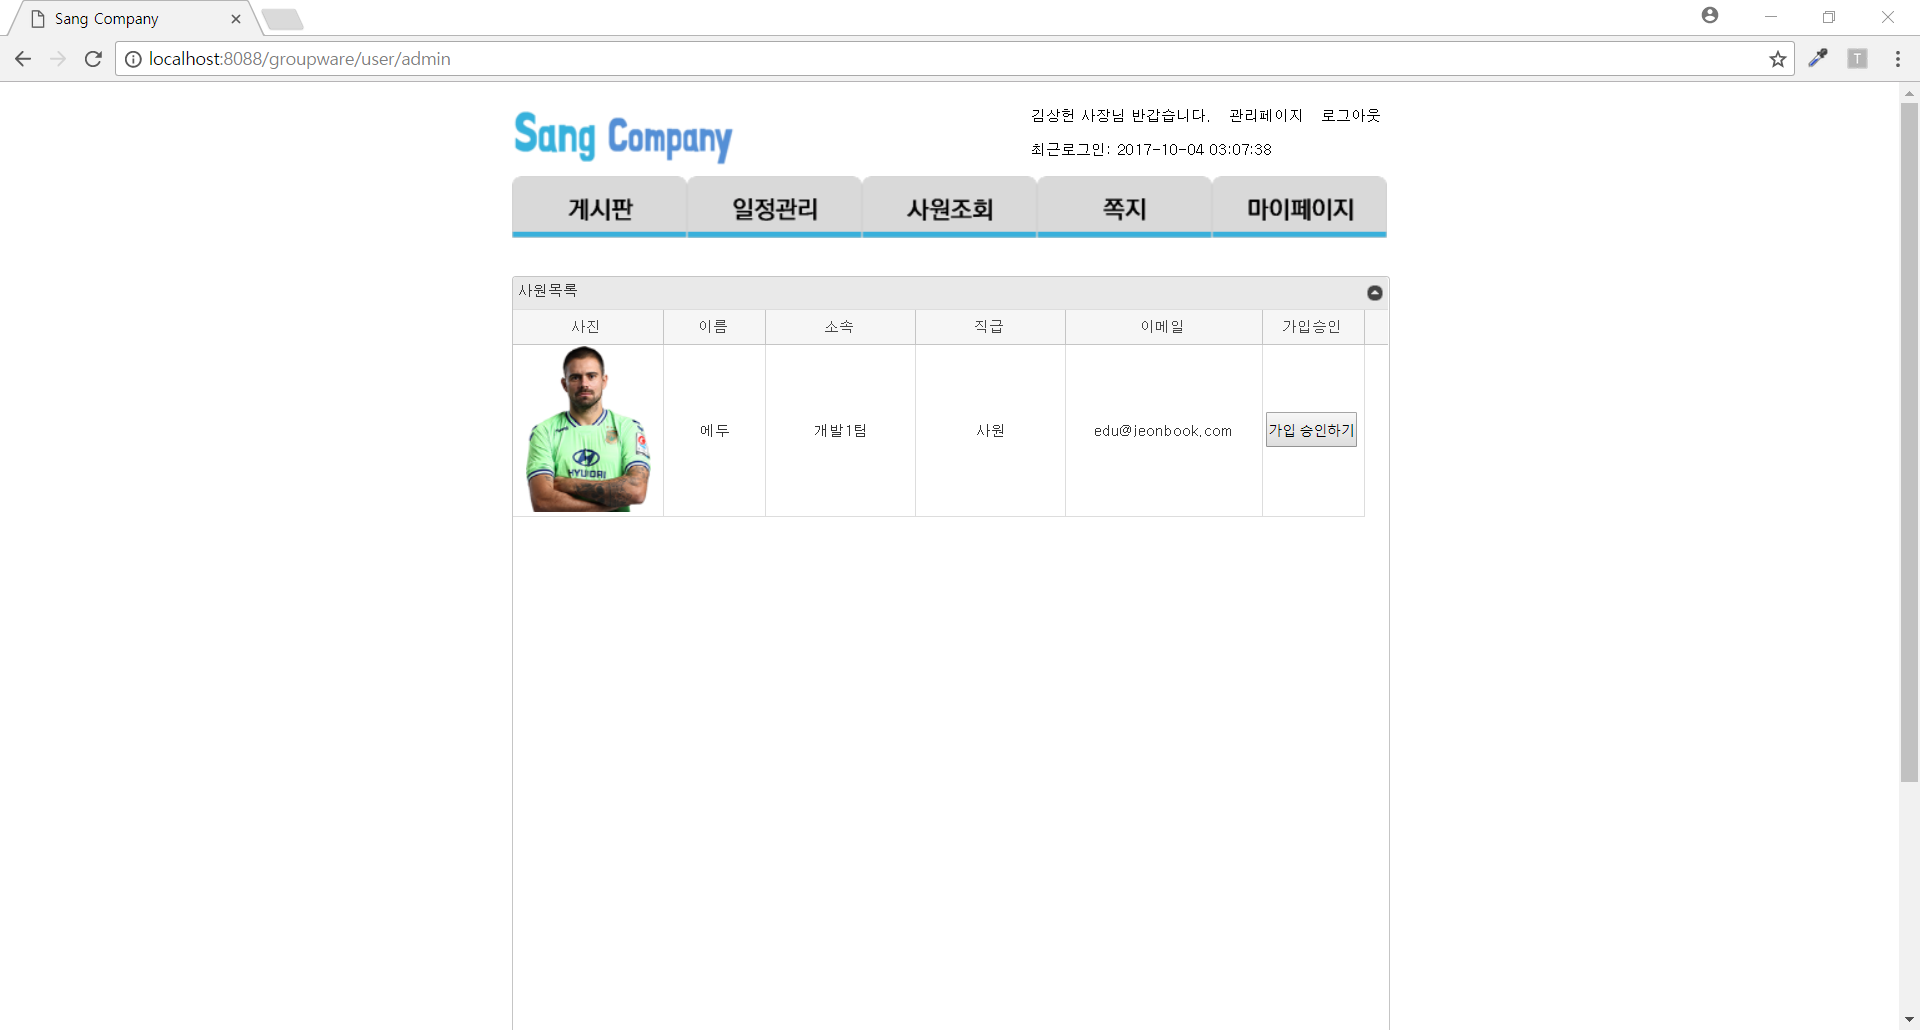 Sang Company
localhost:8088/groupware/user/admin
T
Sang Company
김상헌 사장님 반갑습니다. 관리페이지 로그아웃
최근로그인: 2017-10-04 03:07:38
게시판 일정관리 사원조회 쪽지 마이페이지
사원목록
사진 이름 소속 직급 이메일 가입승인
HYUNDAI
에두 개발1팀 사원 edu@jeonbook.com 가입 승인하기